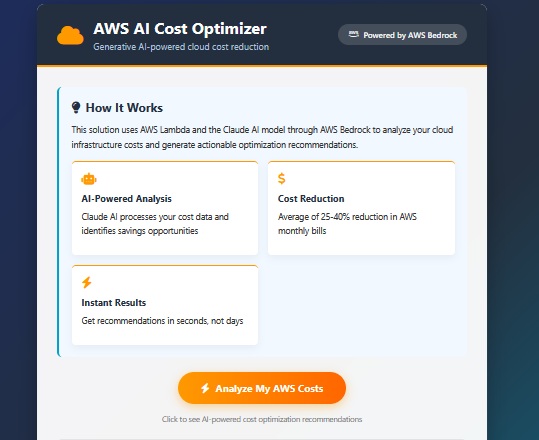 AWS AI Cost Optimizer
Generative AI-powered cloud cost reduction
Powered by AWS Bedrock
How It Works
This solution uses AWS Lambda and the Claude AI model through AWS Bedrock to analyze your cloud
infrastructure costs and generate actionable optimization recommendations.
AI-Powered Analysis
Claude AI processes your cost data and
identifies savings opportunities
$
Cost Reduction
Average of 25-40% reduction in AWS
monthly bills
Instant Results
Get recommendations in seconds, not days
Analyze My AWS Costs
Click to see AI-powered cost optimization recommendations